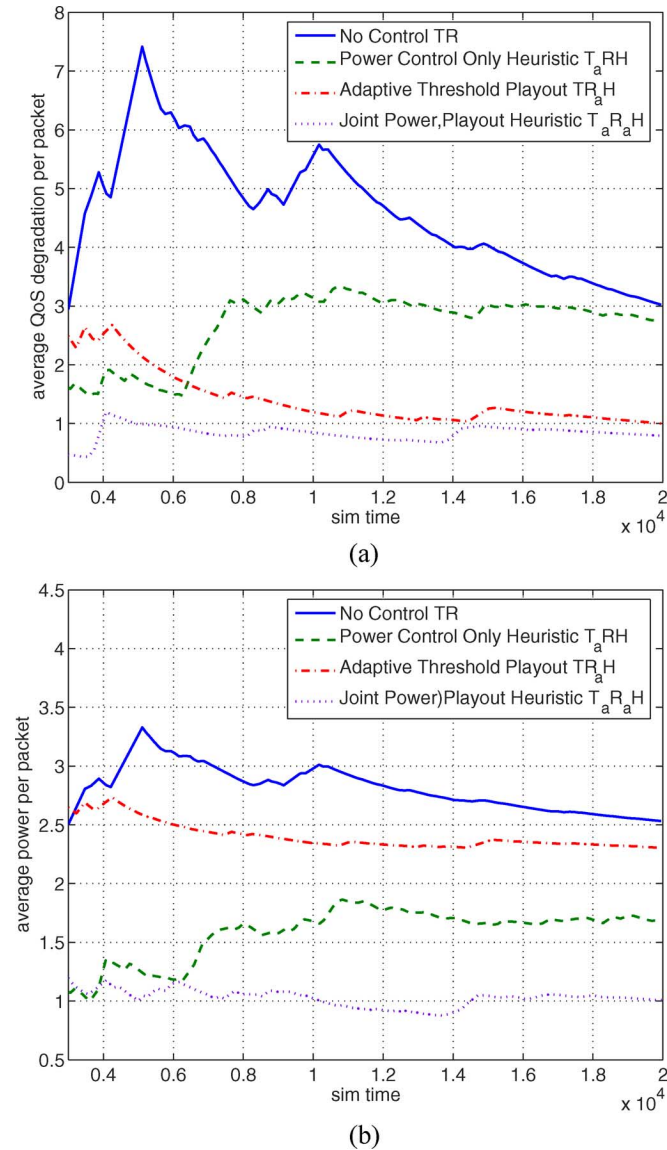 8
7
6
5
4
3
2
1
0
average QoS degradation per packet
No Control TR
Power Control Only Heuristic TaRH
Adaptive Threshold Playout TRaH
Joint Power,Playout Heuristic TaRaH
0.4 0.6 0.8 1 1.2 1.4 1.6 1.8 2
sim time
x 10^4
(a)
4.5
4
3.5
3
2.5
2
1.5
1
0.5
average power per packet
No Control TR
Power Control Only Heuristic TaRH
Adaptive Threshold Playout TRaH
Joint Power)Playout Heuristic TaRaH
0.4 0.6 0.8 1 1.2 1.4 1.6 1.8 2
sim time
x 10^4
(b)